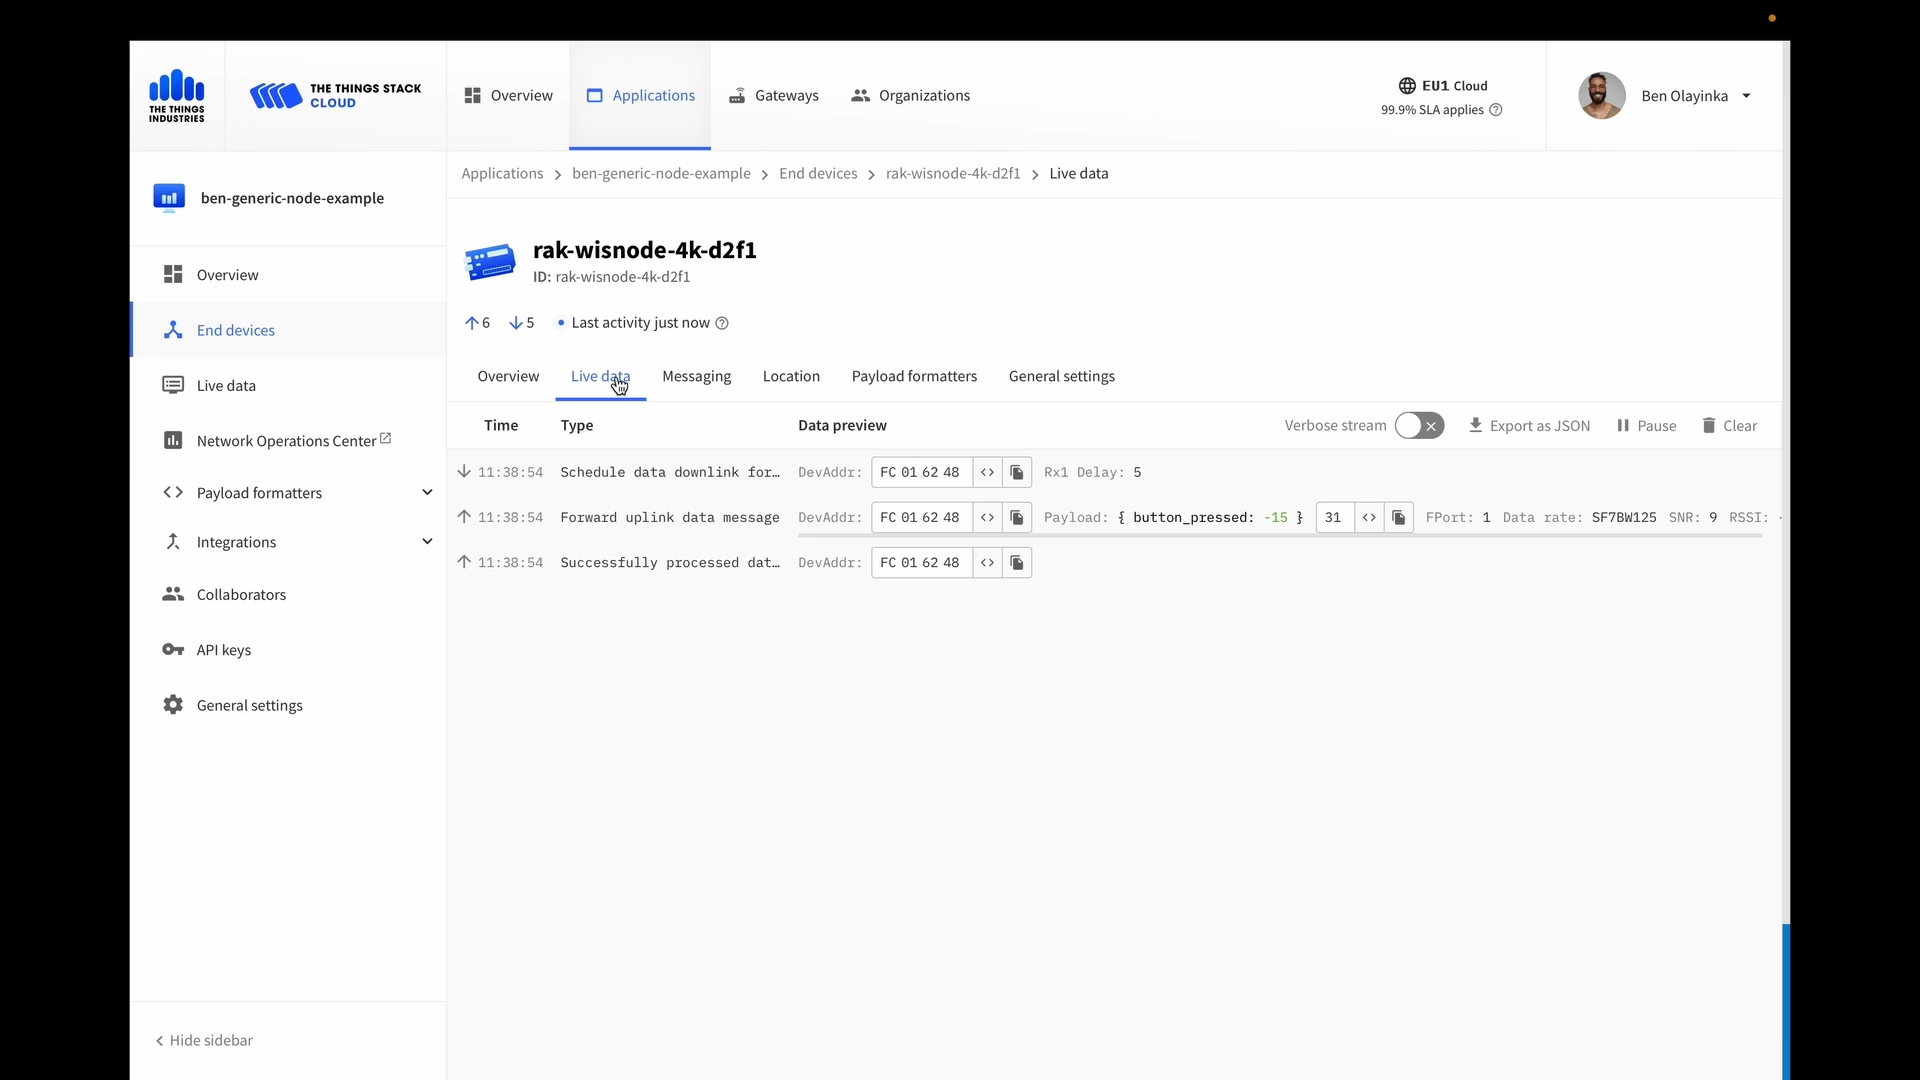 THE THINGS INDUSTRIES
THE THINGS STACK
CLOUD
Overview
Applications
Gateways
Organizations
EU1 Cloud
99.9% SLA applies
Ben Olayinka
ben-generic-node-example
Overview
End devices
Live data
Network Operations Center
Payload formatters
Integrations
Collaborators
API keys
General settings
Hide sidebar
Applications > ben-generic-node-example > End devices > rak-wisnode-4k-d2f1 > Live data
rak-wisnode-4k-d2f1
ID: rak-wisnode-4k-d2f1
6 5 Last activity just now
Overview Live data Messaging Location Payload formatters General settings
Time Type Data preview Verbose stream Export as JSON Pause Clear
11:38:54 Schedule data downlink for… DevAddr: FC 01 62 48 <> Rx1 Delay: 5
11:38:54 Forward uplink data message DevAddr: FC 01 62 48 <> Payload: { button_pressed: -15 } 31 <> FPort: 1 Data rate: SF7BW125 SNR: 9 RSSI:
11:38:54 Successfully processed dat… DevAddr: FC 01 62 48 <>